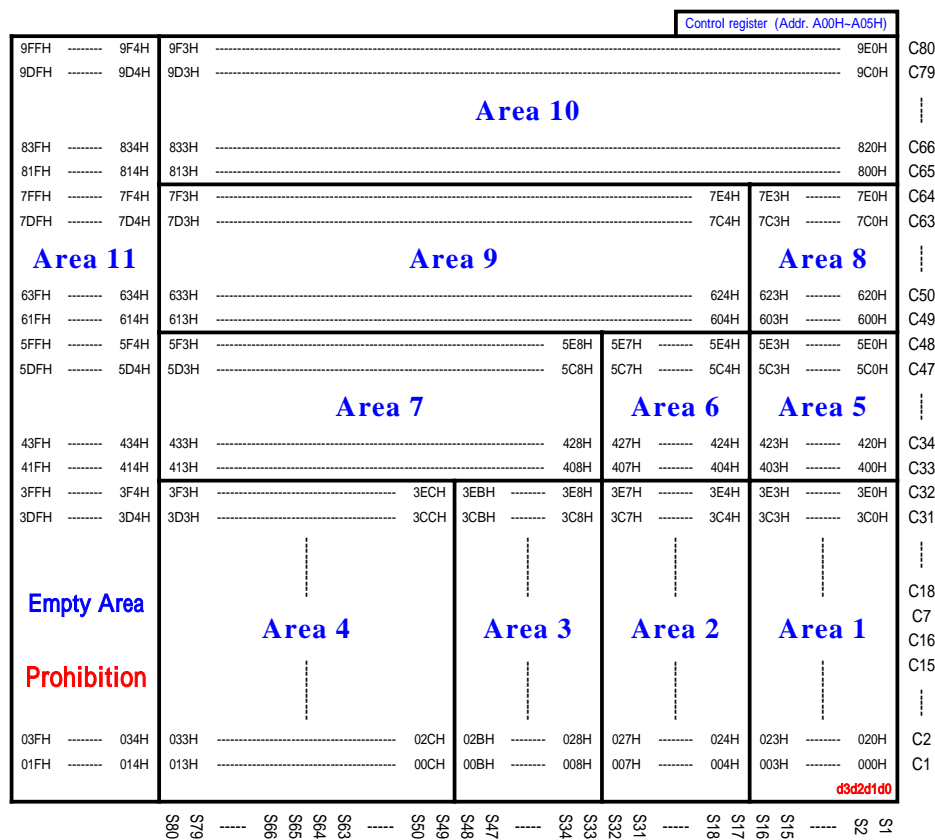 Control register (Addr. A00H~A05H)
9FFH -------- 9F4H 9F3H -------- 9E0H C80
9DFH -------- 9D4H 9D3H -------- 9C0H C79
Area 10
83FH -------- 834H 833H -------- 820H C66
81FH -------- 814H 813H -------- 800H C65
7FFH -------- 7F4H 7F3H -------- 7E4H 7E3H -------- 7E0H C64
7DFH -------- 7D4H 7D3H -------- 7C4H 7C3H -------- 7C0H C63
Area 11 Area 9 Area 8
63FH -------- 634H 633H -------- 624H 623H -------- 620H C50
61FH -------- 614H 613H -------- 604H 603H -------- 600H C49
5FFH -------- 5F4H 5F3H -------- 5E8H 5E7H -------- 5E4H 5E3H -------- 5E0H C48
5DFH -------- 5D4H 5D3H -------- 5C8H 5C7H -------- 5C4H 5C3H -------- 5C0H C47
Area 7 Area 6 Area 5
43FH -------- 434H 433H -------- 428H 427H -------- 424H 423H -------- 420H C34
41FH -------- 414H 413H -------- 408H 407H -------- 404H 403H -------- 400H C33
3FFH -------- 3F4H 3F3H -------- 3ECH 3EBH -------- 3E8H 3E7H -------- 3E4H 3E3H -------- 3E0H C32
3DFH -------- 3D4H 3D3H -------- 3CCH 3CBH -------- 3C8H 3C7H -------- 3C4H 3C3H -------- 3C0H C31
C18
Empty Area
C7
Area 4 Area 3 Area 2 Area 1
C16
C15
Prohibition
03FH -------- 034H 033H -------- 02CH 02BH -------- 028H 027H -------- 024H 023H -------- 020H C2
01FH -------- 014H 013H -------- 00CH 00BH -------- 008H 007H -------- 004H 003H -------- 000H C1
d3d2d1d0
S80 S79 ----- S66 S65 S64 S63 ----- S50 S49 S48 S47 ----- S34 S33 S32 S31 ----- S18 S17 S16 S15 ----- S2 S1